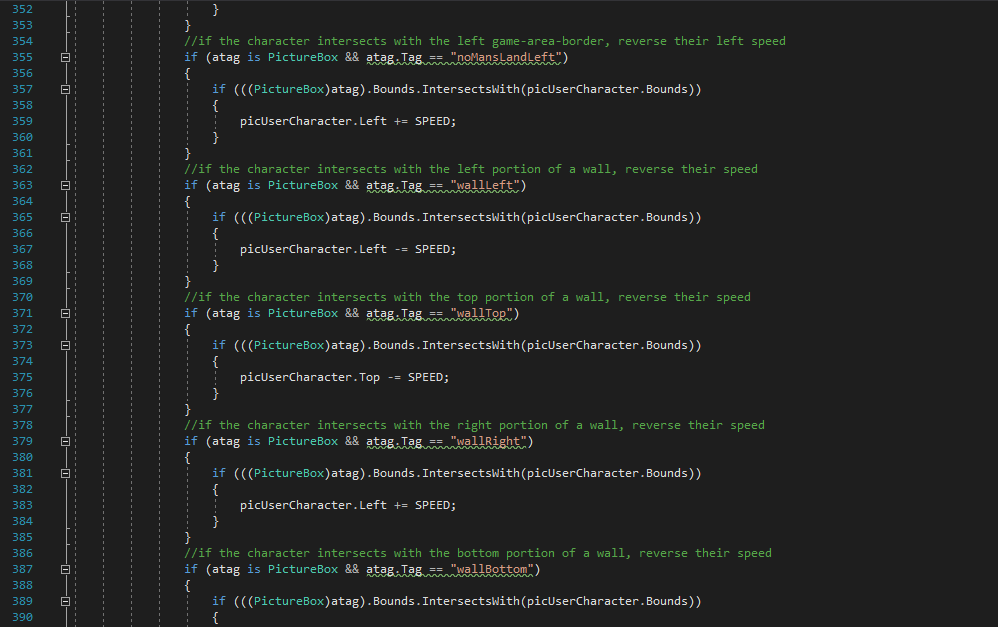 352                         }
353                     }
354                     //if the character intersects with the left game-area-border, reverse their left speed
355                     if (atag is PictureBox && atag.Tag == "noMansLandLeft")
356                     {
357                         if (((PictureBox)atag).Bounds.IntersectsWith(picUserCharacter.Bounds))
358                         {
359                             picUserCharacter.Left += SPEED;
360                         }
361                     }
362                     //if the character intersects with the left portion of a wall, reverse their speed
363                     if (atag is PictureBox && atag.Tag == "wallLeft")
364                     {
365                         if (((PictureBox)atag).Bounds.IntersectsWith(picUserCharacter.Bounds))
366                         {
367                             picUserCharacter.Left -= SPEED;
368                         }
369                     }
370                     //if the character intersects with the top portion of a wall, reverse their speed
371                     if (atag is PictureBox && atag.Tag == "wallTop")
372                     {
373                         if (((PictureBox)atag).Bounds.IntersectsWith(picUserCharacter.Bounds))
374                         {
375                             picUserCharacter.Top -= SPEED;
376                         }
377                     }
378                     //if the character intersects with the right portion of a wall, reverse their speed
379                     if (atag is PictureBox && atag.Tag == "wallRight")
380                     {
381                         if (((PictureBox)atag).Bounds.IntersectsWith(picUserCharacter.Bounds))
382                         {
383                             picUserCharacter.Left += SPEED;
384                         }
385                     }
386                     //if the character intersects with the bottom portion of a wall, reverse their speed
387                     if (atag is PictureBox && atag.Tag == "wallBottom")
388                     {
389                         if (((PictureBox)atag).Bounds.IntersectsWith(picUserCharacter.Bounds))
390                         {